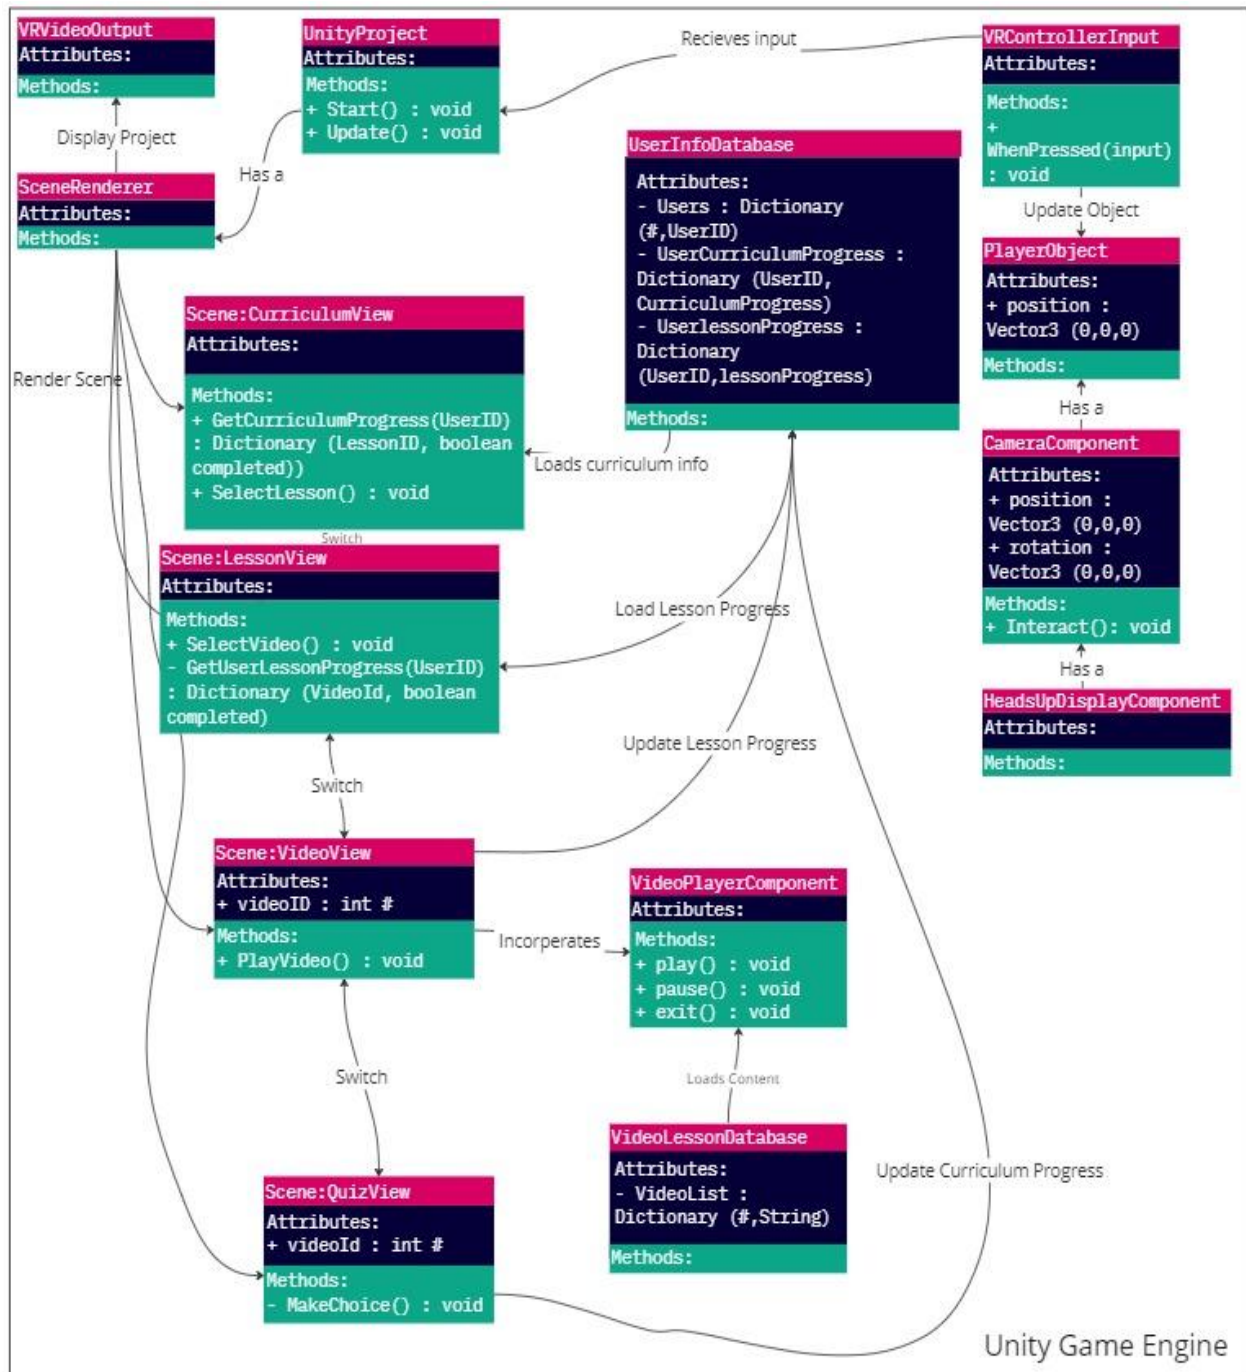 VRVideoOutput
Attributes:
Methods:
Display Project
SceneRenderer
Attributes:
Methods:
UnityProject
Attributes:
Methods:
+ Start() : void
+ Update() : void
Has a
Recieves input
VRControllerInput
Attributes:
Methods:
+
WhenPressed(input)
: void
Update Object
PlayerObject
Attributes:
+ position :
Vector3 (0,0,0)
Methods:
Has a
CameraComponent
Attributes:
+ position :
Vector3 (0,0,0)
+ rotation :
Vector3 (0,0,0)
Methods:
+ Interact(): void
Has a
HeadsUpDisplayComponent
Attributes:
Methods:
UserInfoDatabase
Attributes:
- Users : Dictionary
(#,UserID)
- UserCurriculumProgress :
Dictionary (UserID,
CurriculumProgress)
- UserlessonProgress :
Dictionary
(UserID,lessonProgress)
Methods:
Render Scene
Scene:CurriculumView
Attributes:
Methods:
+ GetCurriculumProgress(UserID)
: Dictionary (LessonID, boolean
completed))
+ SelectLesson() : void
Loads curriculum info
Switch
Scene:LessonView
Attributes:
Methods:
+ SelectVideo() : void
- GetUserLessonProgress(UserID)
: Dictionary (VideoId, boolean
completed)
Load Lesson Progress
Update Lesson Progress
Switch
Scene:VideoView
Attributes:
+ videoID : int #
Methods:
+ PlayVideo() : void
Incorperates
VideoPlayerComponent
Attributes:
Methods:
+ play() : void
+ pause() : void
+ exit() : void
Loads Content
VideoLessonDatabase
Attributes:
- VideoList :
Dictionary (#,String)
Methods:
Switch
Scene:QuizView
Attributes:
+ videoId : int #
Methods:
- MakeChoice() : void
Update Curriculum Progress
Unity Game Engine